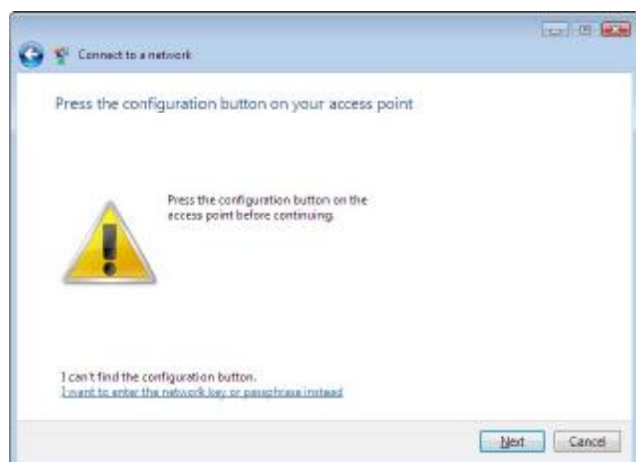 Connect to a network
Press the configuration button on your access point
Press the configuration button on the
access point before continuing.
I can't find the configuration button.
I want to enter the network key or passphrase instead
Next
Cancel